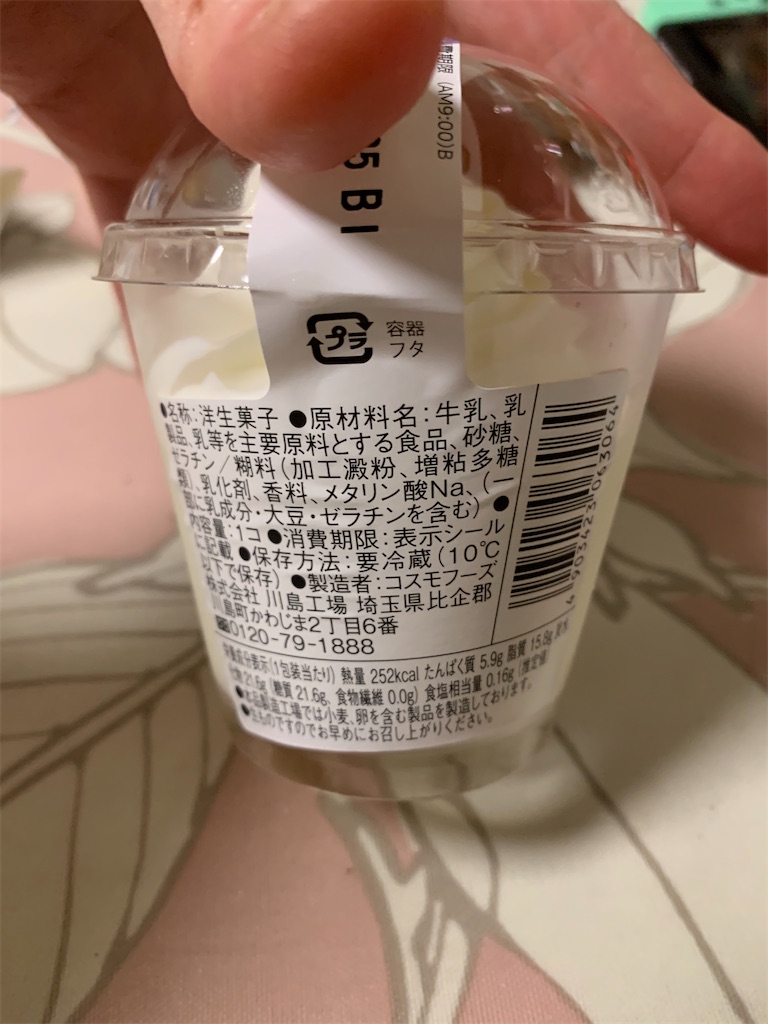 期限 (AM9:00)B
5 BI
プラ
容器
フタ
●名称:洋生菓子 ●原材料名:牛乳、乳
製品、乳等を主要原料とする食品、砂糖、
ゼラチン/糊料(加工澱粉、増粘多糖
類)、乳化剤、香料、メタリン酸Na、(一
部に乳成分・大豆・ゼラチンを含む) ●
内容量:1コ ●消費期限:表示シール
に記載 ●保存方法:要冷蔵(10℃
以下で保存) ●製造者:コスモフーズ
株式会社 川島工場 埼玉県比企郡
川島町かわじま2丁目6番
0120-79-1888
栄養成分表示(1包装当たり) 熱量 252kcal たんぱく質 5.9g 脂質 15.8g 炭水
化物 21.6g(糖質 21.6g、食物繊維 0.0g) 食塩相当量 0.16g (推定値)
●本品製造工場では小麦、卵を含む製品を製造しております。
●生ものですのでお早めにお召し上がりください。
4903423063064